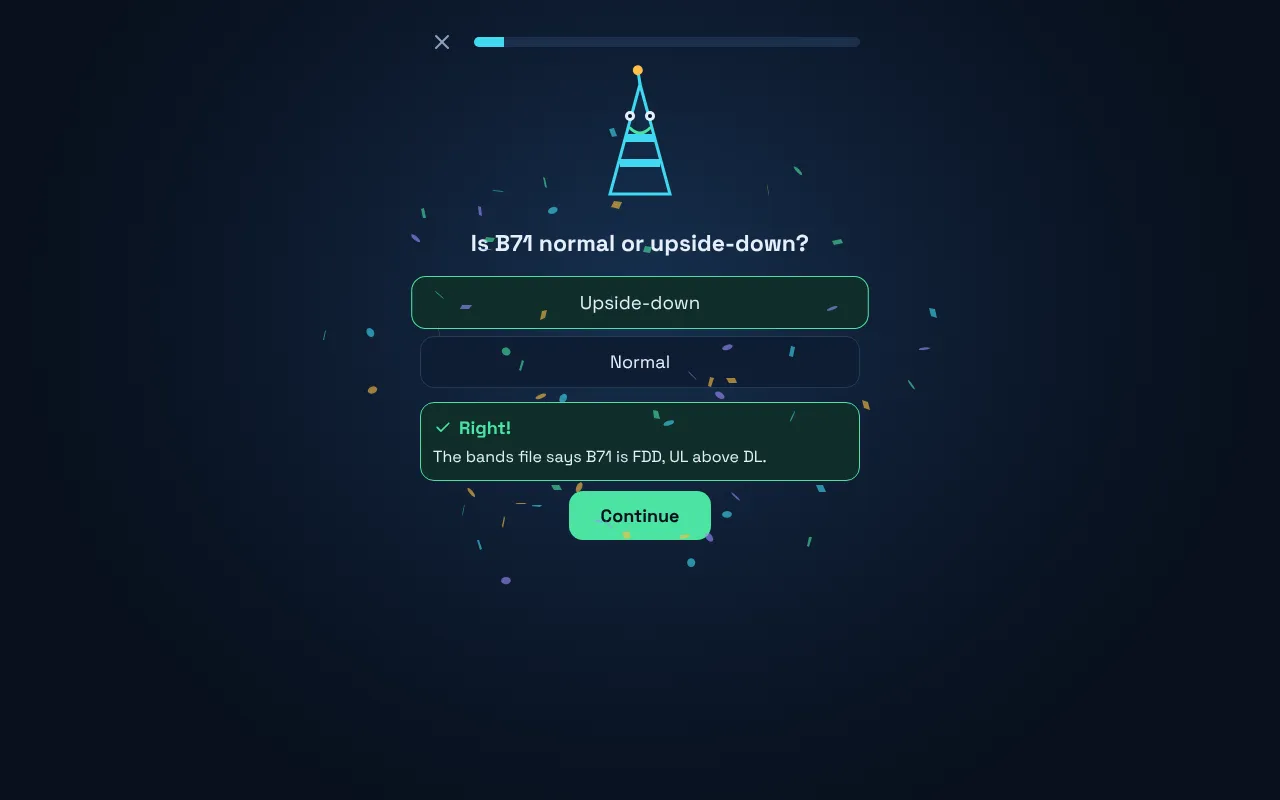 Is B71 normal or upside-down?
Upside-down
Normal
Right!
The bands file says B71 is FDD, UL above DL.
Continue